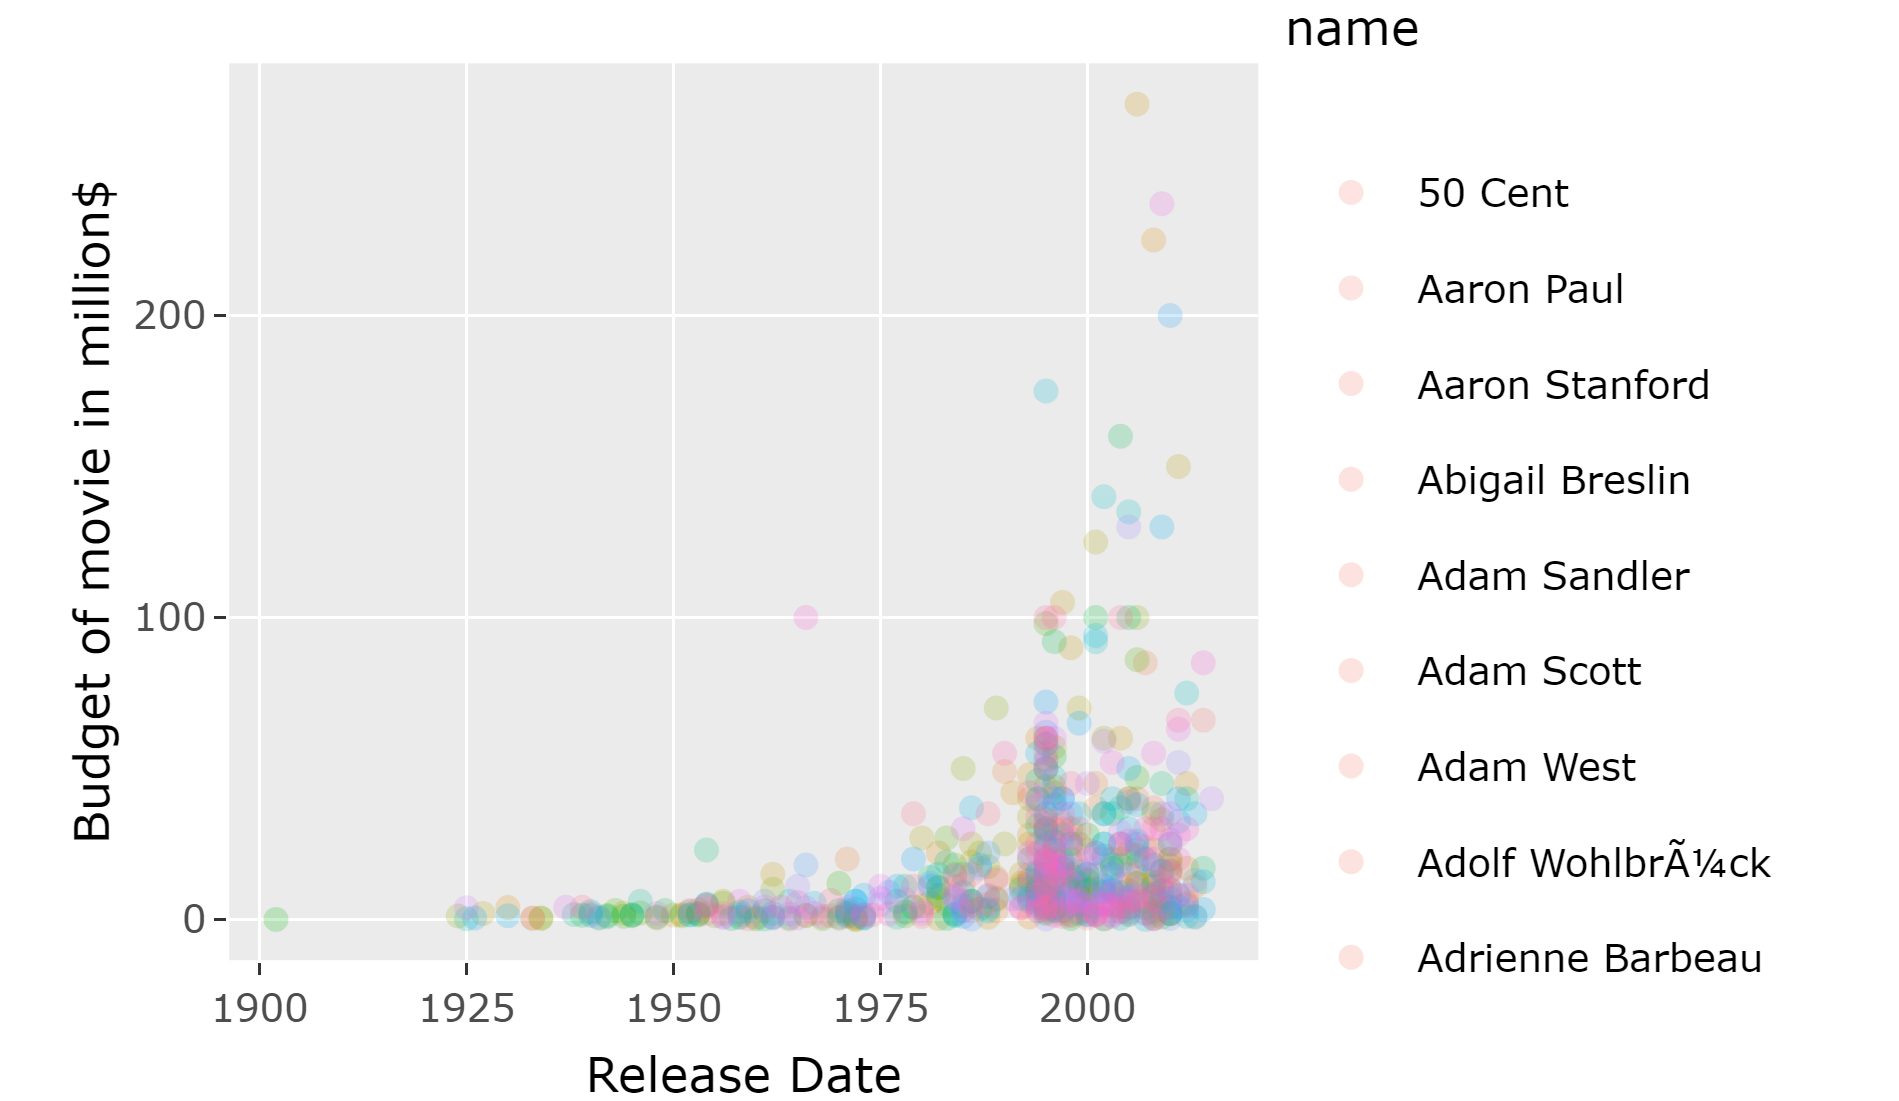 name
50 Cent
Aaron Paul
Aaron Stanford
Abigail Breslin
Adam Sandler
Adam Scott
Adam West
Adolf WohlbrÃ¼ck
Adrienne Barbeau
Budget of movie in million$
200
100
0
1900 1925 1950 1975 2000
Release Date